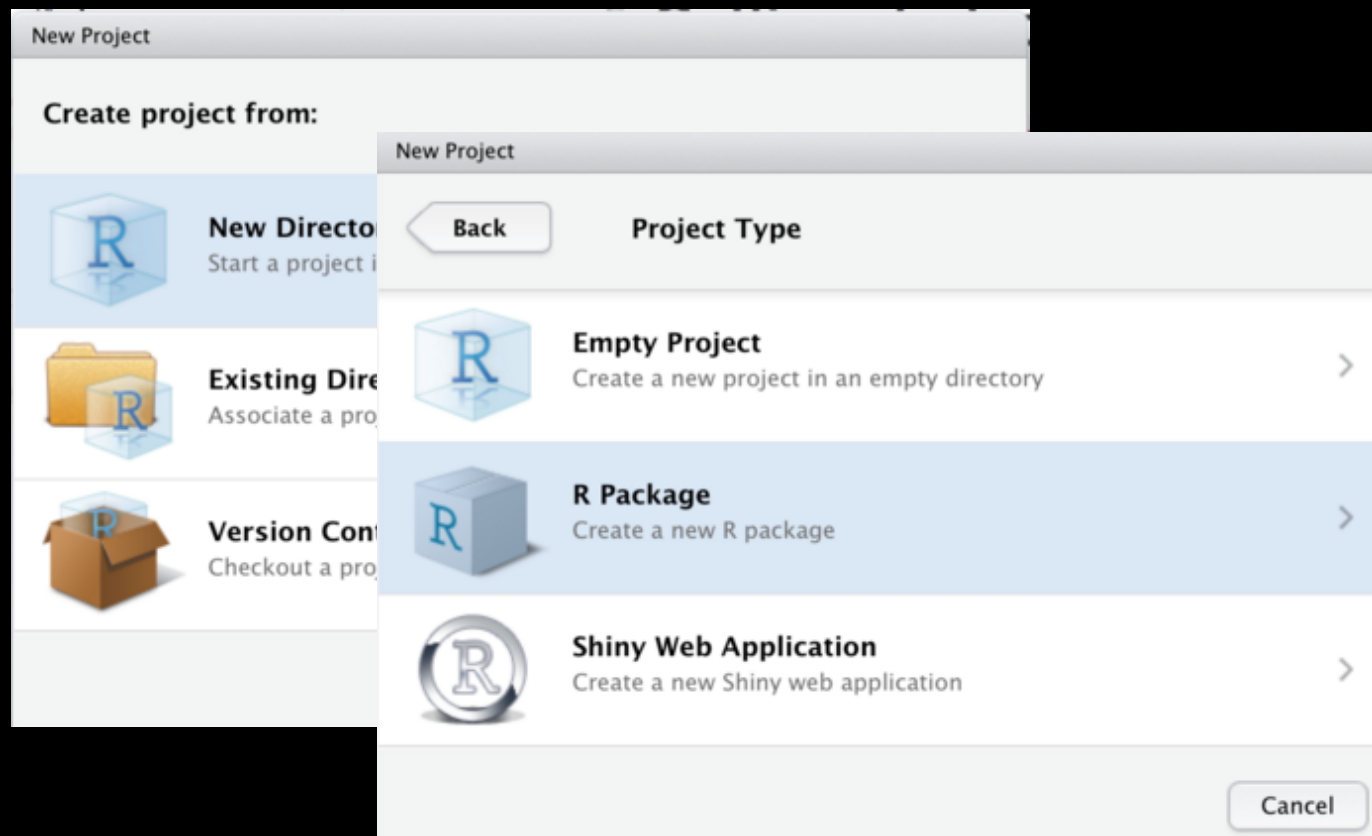 New Project
Create project from:
New Directo
Start a project i
Existing Dire
Associate a pro
Version Con
Checkout a pro
New Project
Back
Project Type
Empty Project
Create a new project in an empty directory
R Package
Create a new R package
Shiny Web Application
Create a new Shiny web application
Cancel
R
R
R
R
R
R